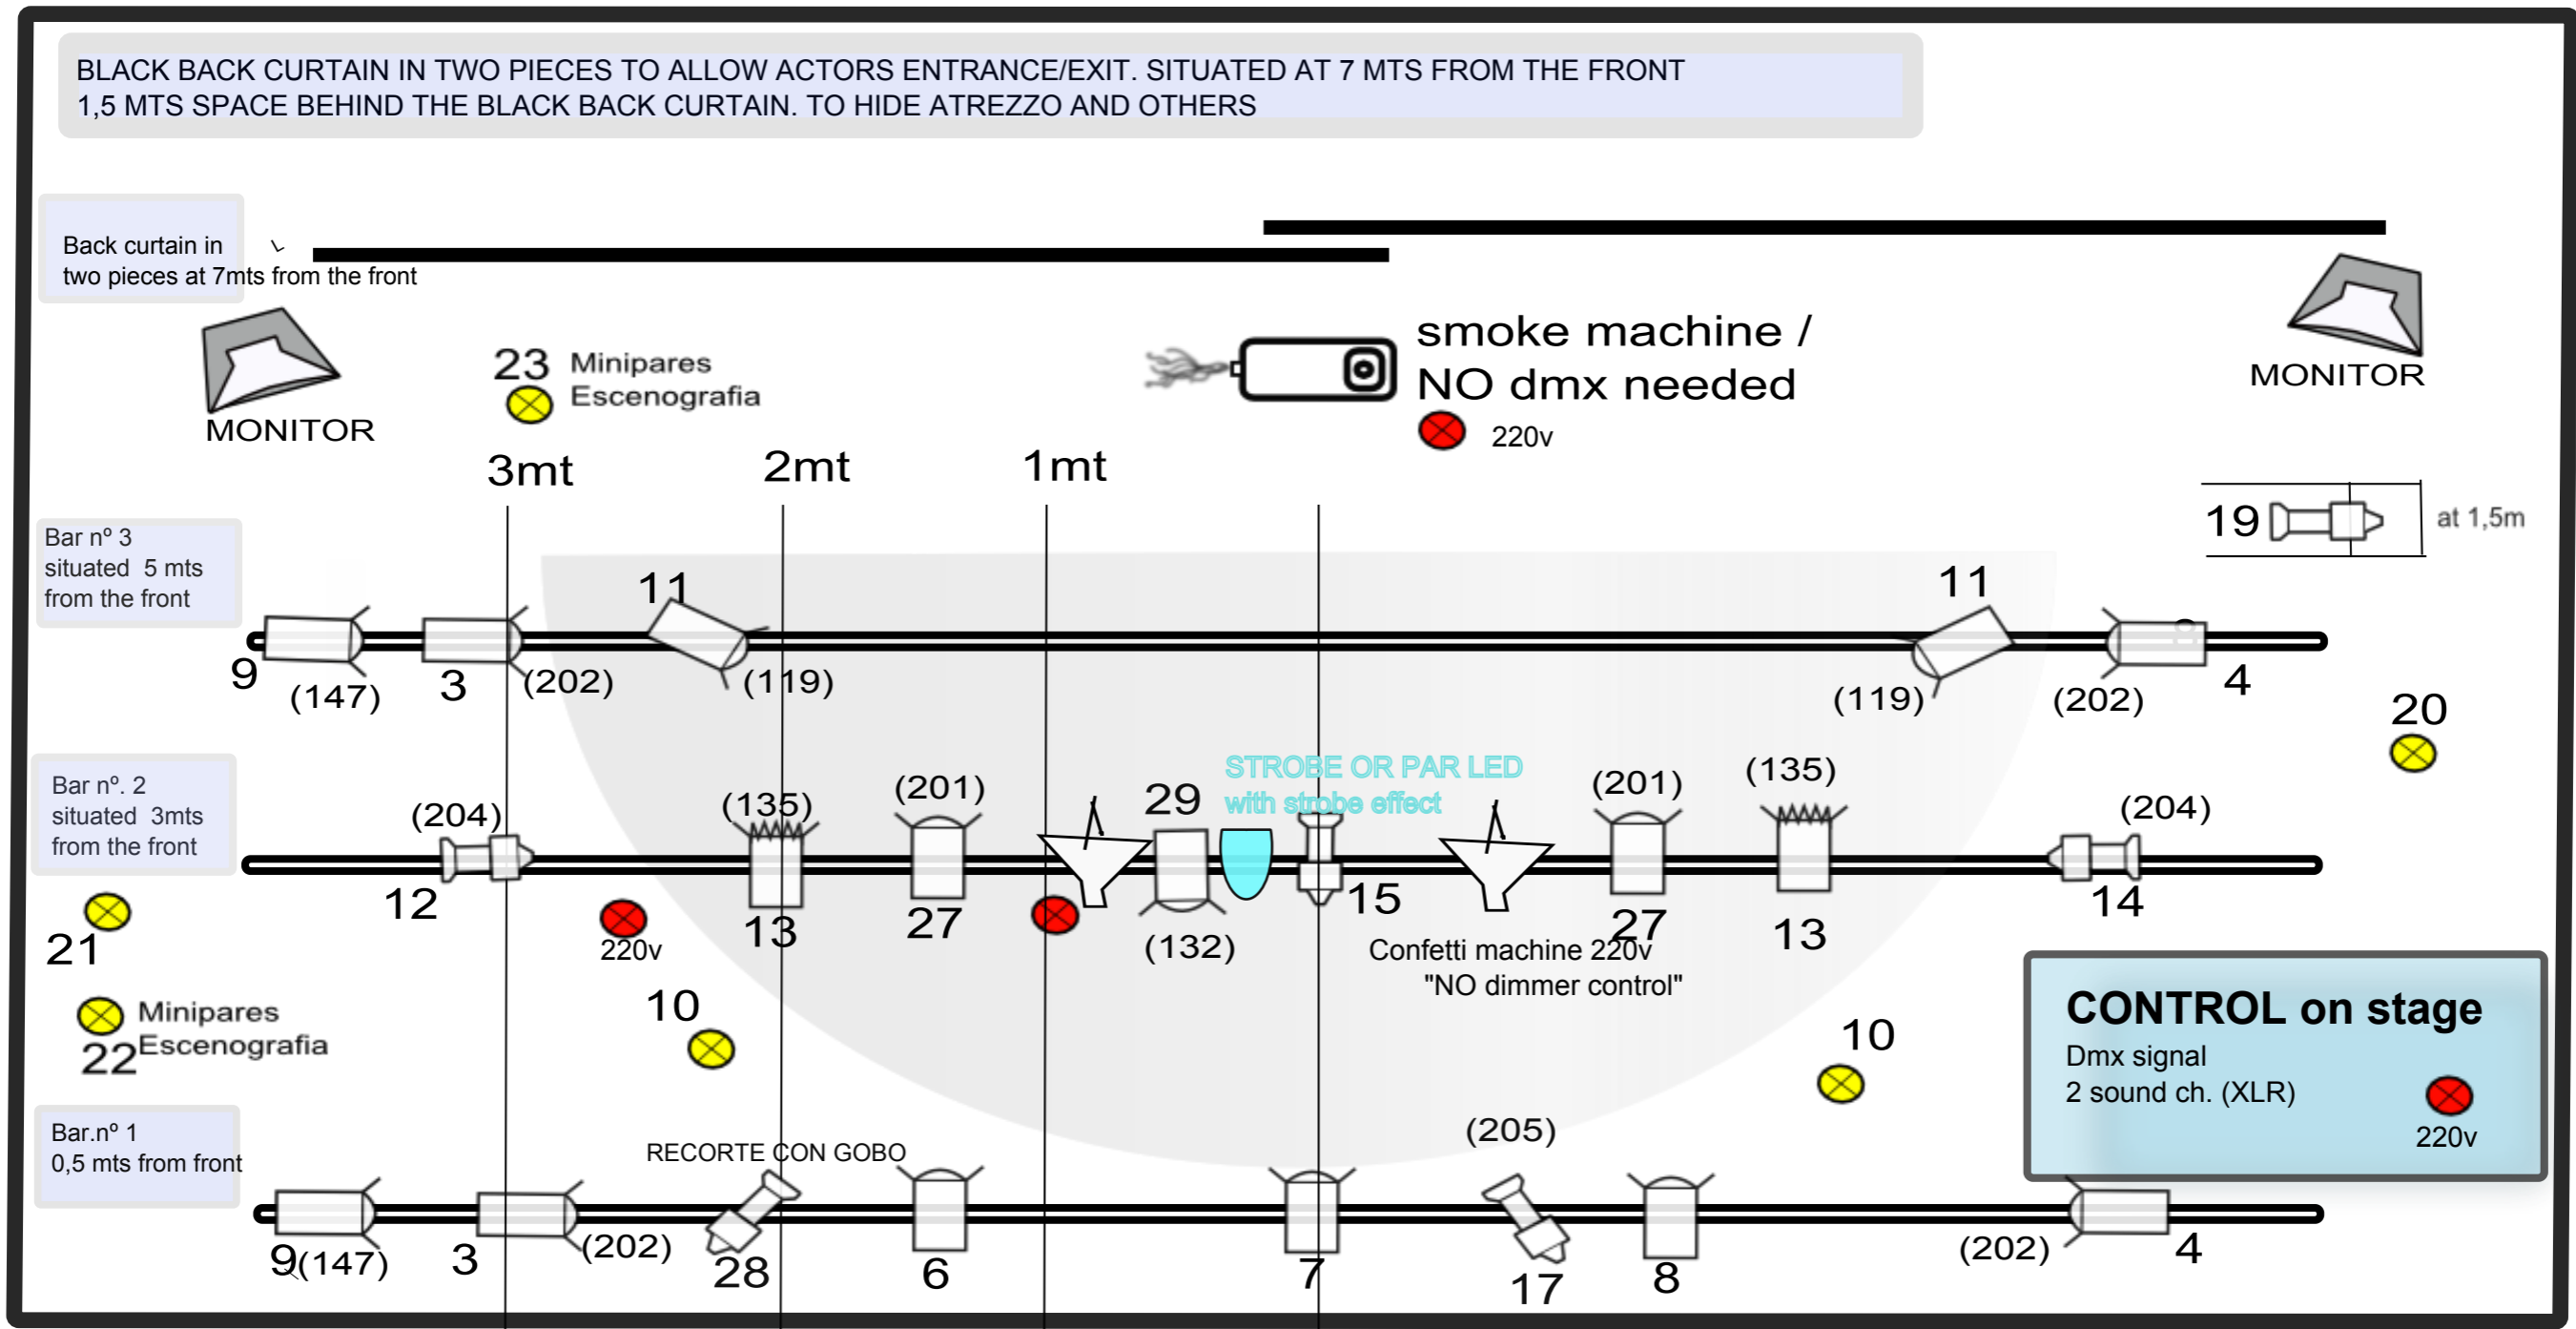 BLACK BACK CURTAIN IN TWO PIECES TO ALLOW ACTORS ENTRANCE/EXIT. SITUATED AT 7 MTS FROM THE FRONT
1,5 MTS SPACE BEHIND THE BLACK BACK CURTAIN. TO HIDE ATREZZO AND OTHERS
Back curtain in
two pieces at 7mts from the front
MONITOR
23 Minipares
Escenografia
smoke machine /
NO dmx needed
220v
MONITOR
3mt
2mt
1mt
19
at 1,5m
Bar nº 3
situated 5 mts
from the front
9
(147)
3
(202)
11
(119)
11
(119)
(202)
4
20
Bar nº. 2
situated 3mts
from the front
(204)
12
220v
(135)
13
(201)
27
29
(132)
STROBE OR PAR LED
with strobe effect
15
Confetti machine 220v
"NO dimmer control"
(201)
27
(135)
13
(204)
14
21
Minipares
Escenografia
22
10
10
CONTROL on stage
Dmx signal
2 sound ch. (XLR)
220v
Bar.nº 1
0,5 mts from front
9
(147)
3
(202)
RECORTE CON GOBO
28
6
7
(205)
17
8
(202)
4